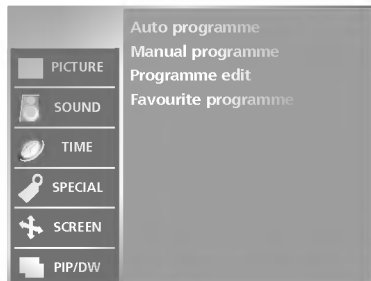 Auto programme
Manual programme
Programme edit
Favourite programme
PICTURE
SOUND
TIME
SPECIAL
SCREEN
PIP/DW